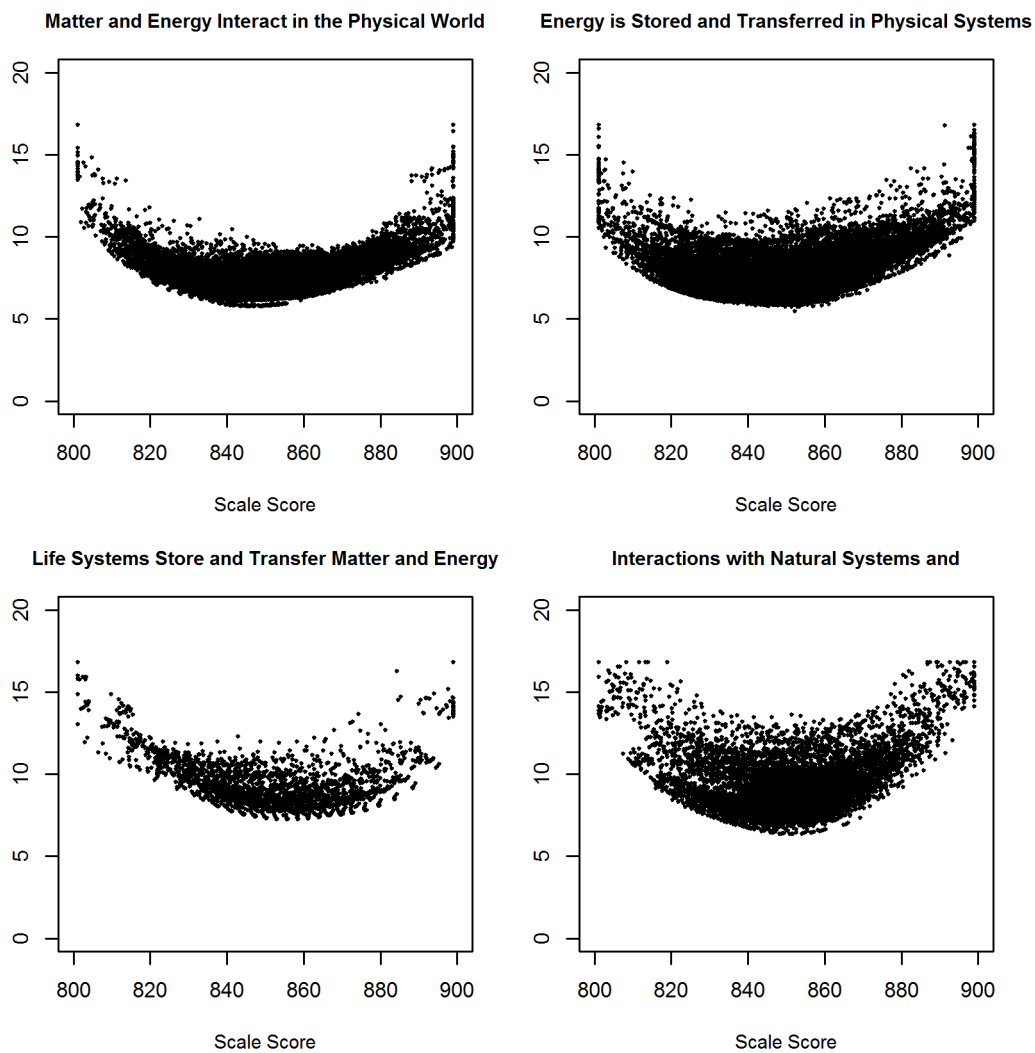 Matter and Energy Interact in the Physical World
20
15
10
5
0
800 820 840 860 880 900
Scale Score
Energy is Stored and Transferred in Physical Systems
20
15
10
5
0
800 820 840 860 880 900
Scale Score
Life Systems Store and Transfer Matter and Energy
20
15
10
5
0
800 820 840 860 880 900
Scale Score
Interactions with Natural Systems and
20
15
10
5
0
800 820 840 860 880 900
Scale Score